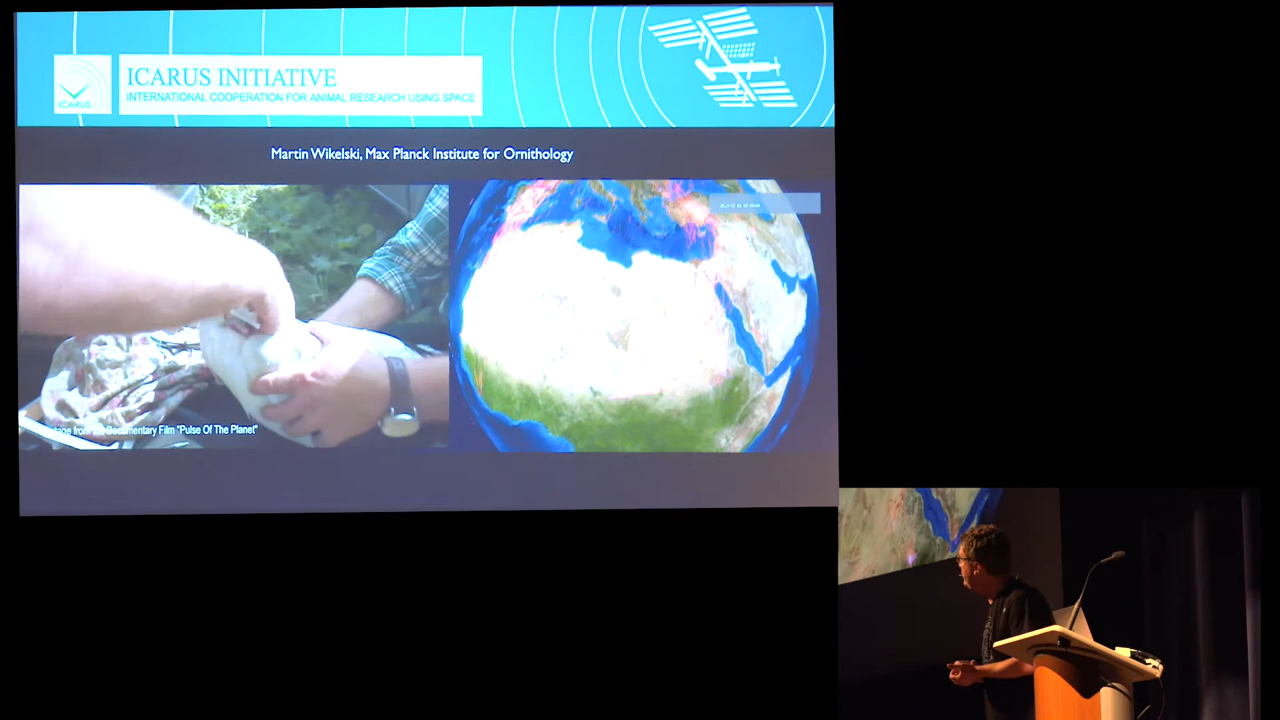 ICARUS INITIATIVE
ICARUS
INTERNATIONAL COOPERATION FOR ANIMAL RESEARCH USING SPACE
Martin Wikelski, Max Planck Institute for Ornithology
from Documentary Film "Pulse Of The Planet"